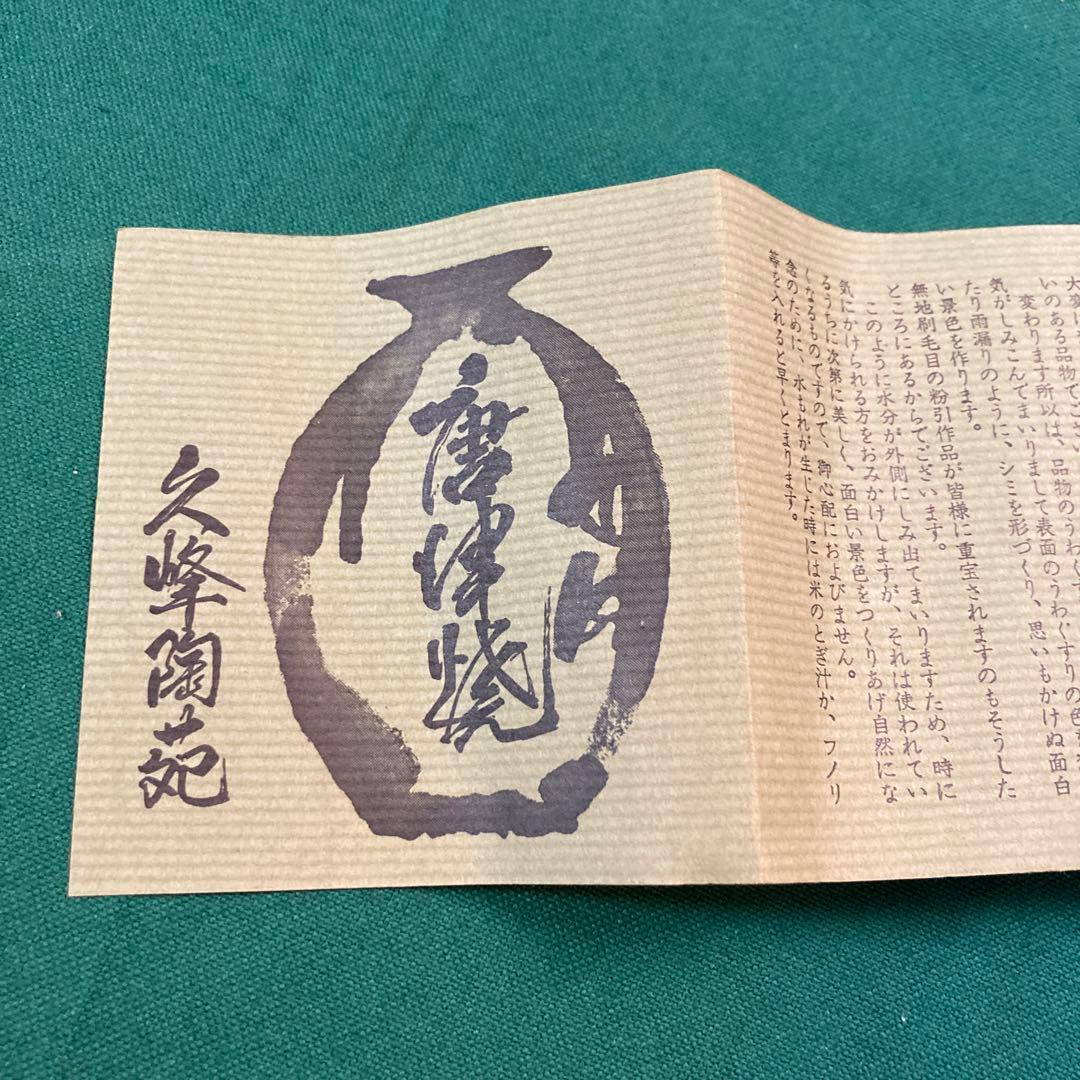 いのある品物でござい
変わります所以は、品物のうわぐす
気がしみこんでまいりまして表面のうわぐすりの色
たり雨漏りのように、シミを形づくり、思いもかけぬ面白
い景色を作ります。
無地刷毛目の粉引作品が皆様に重宝されますのもそうした
ところにあるからでございます。
このように水分が外側にしみ出てまいりますため、時に
気にかけられる方をおみかけしますが、それは使われてい
るうちに次第に美しく、面白い景色をつくりあげ自然にな
くなるものですので、御心配におよびません。
念のために、水もれが生じた時には米のとぎ汁か、フノリ
等を入れると早くとまります。
唐津焼
久峰陶苑